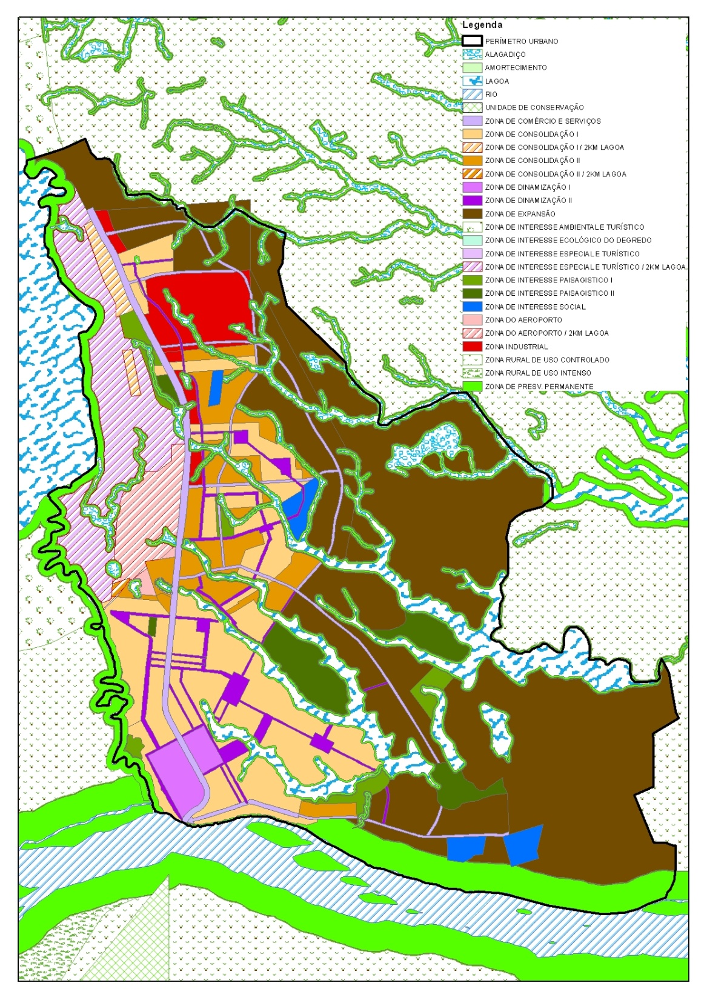 Legenda
PERÍMETRO URBANO
ALAGADIÇO
AMORTECIMENTO
LAGOA
RIO
UNIDADE DE CONSERVAÇÃO
ZONA DE COMÉRCIO E SERVIÇOS
ZONA DE CONSOLIDAÇÃO I
ZONA DE CONSOLIDAÇÃO I / 2KM LAGOA
ZONA DE CONSOLIDAÇÃO II
ZONA DE CONSOLIDAÇÃO II / 2KM LAGOA
ZONA DE DINAMIZAÇÃO I
ZONA DE DINAMIZAÇÃO II
ZONA DE EXPANSÃO
ZONA DE INTERESSE AMBIENTAL E TURÍSTICO
ZONA DE INTERESSE ECOLÓGICO DO DEGREDO
ZONA DE INTERESSE ESPECIAL E TURÍSTICO
ZONA DE INTERESSE ESPECIAL E TURÍSTICO / 2KM LAGOA
ZONA DE INTERESSE PAISAGISTICO I
ZONA DE INTERESSE PAISAGISTICO II
ZONA DE INTERESSE SOCIAL
ZONA DO AEROPORTO
ZONA DO AEROPORTO / 2KM LAGOA
ZONA INDUSTRIAL
ZONA RURAL DE USO CONTROLADO
ZONA RURAL DE USO INTENSO
ZONA DE PRESV. PERMANENTE